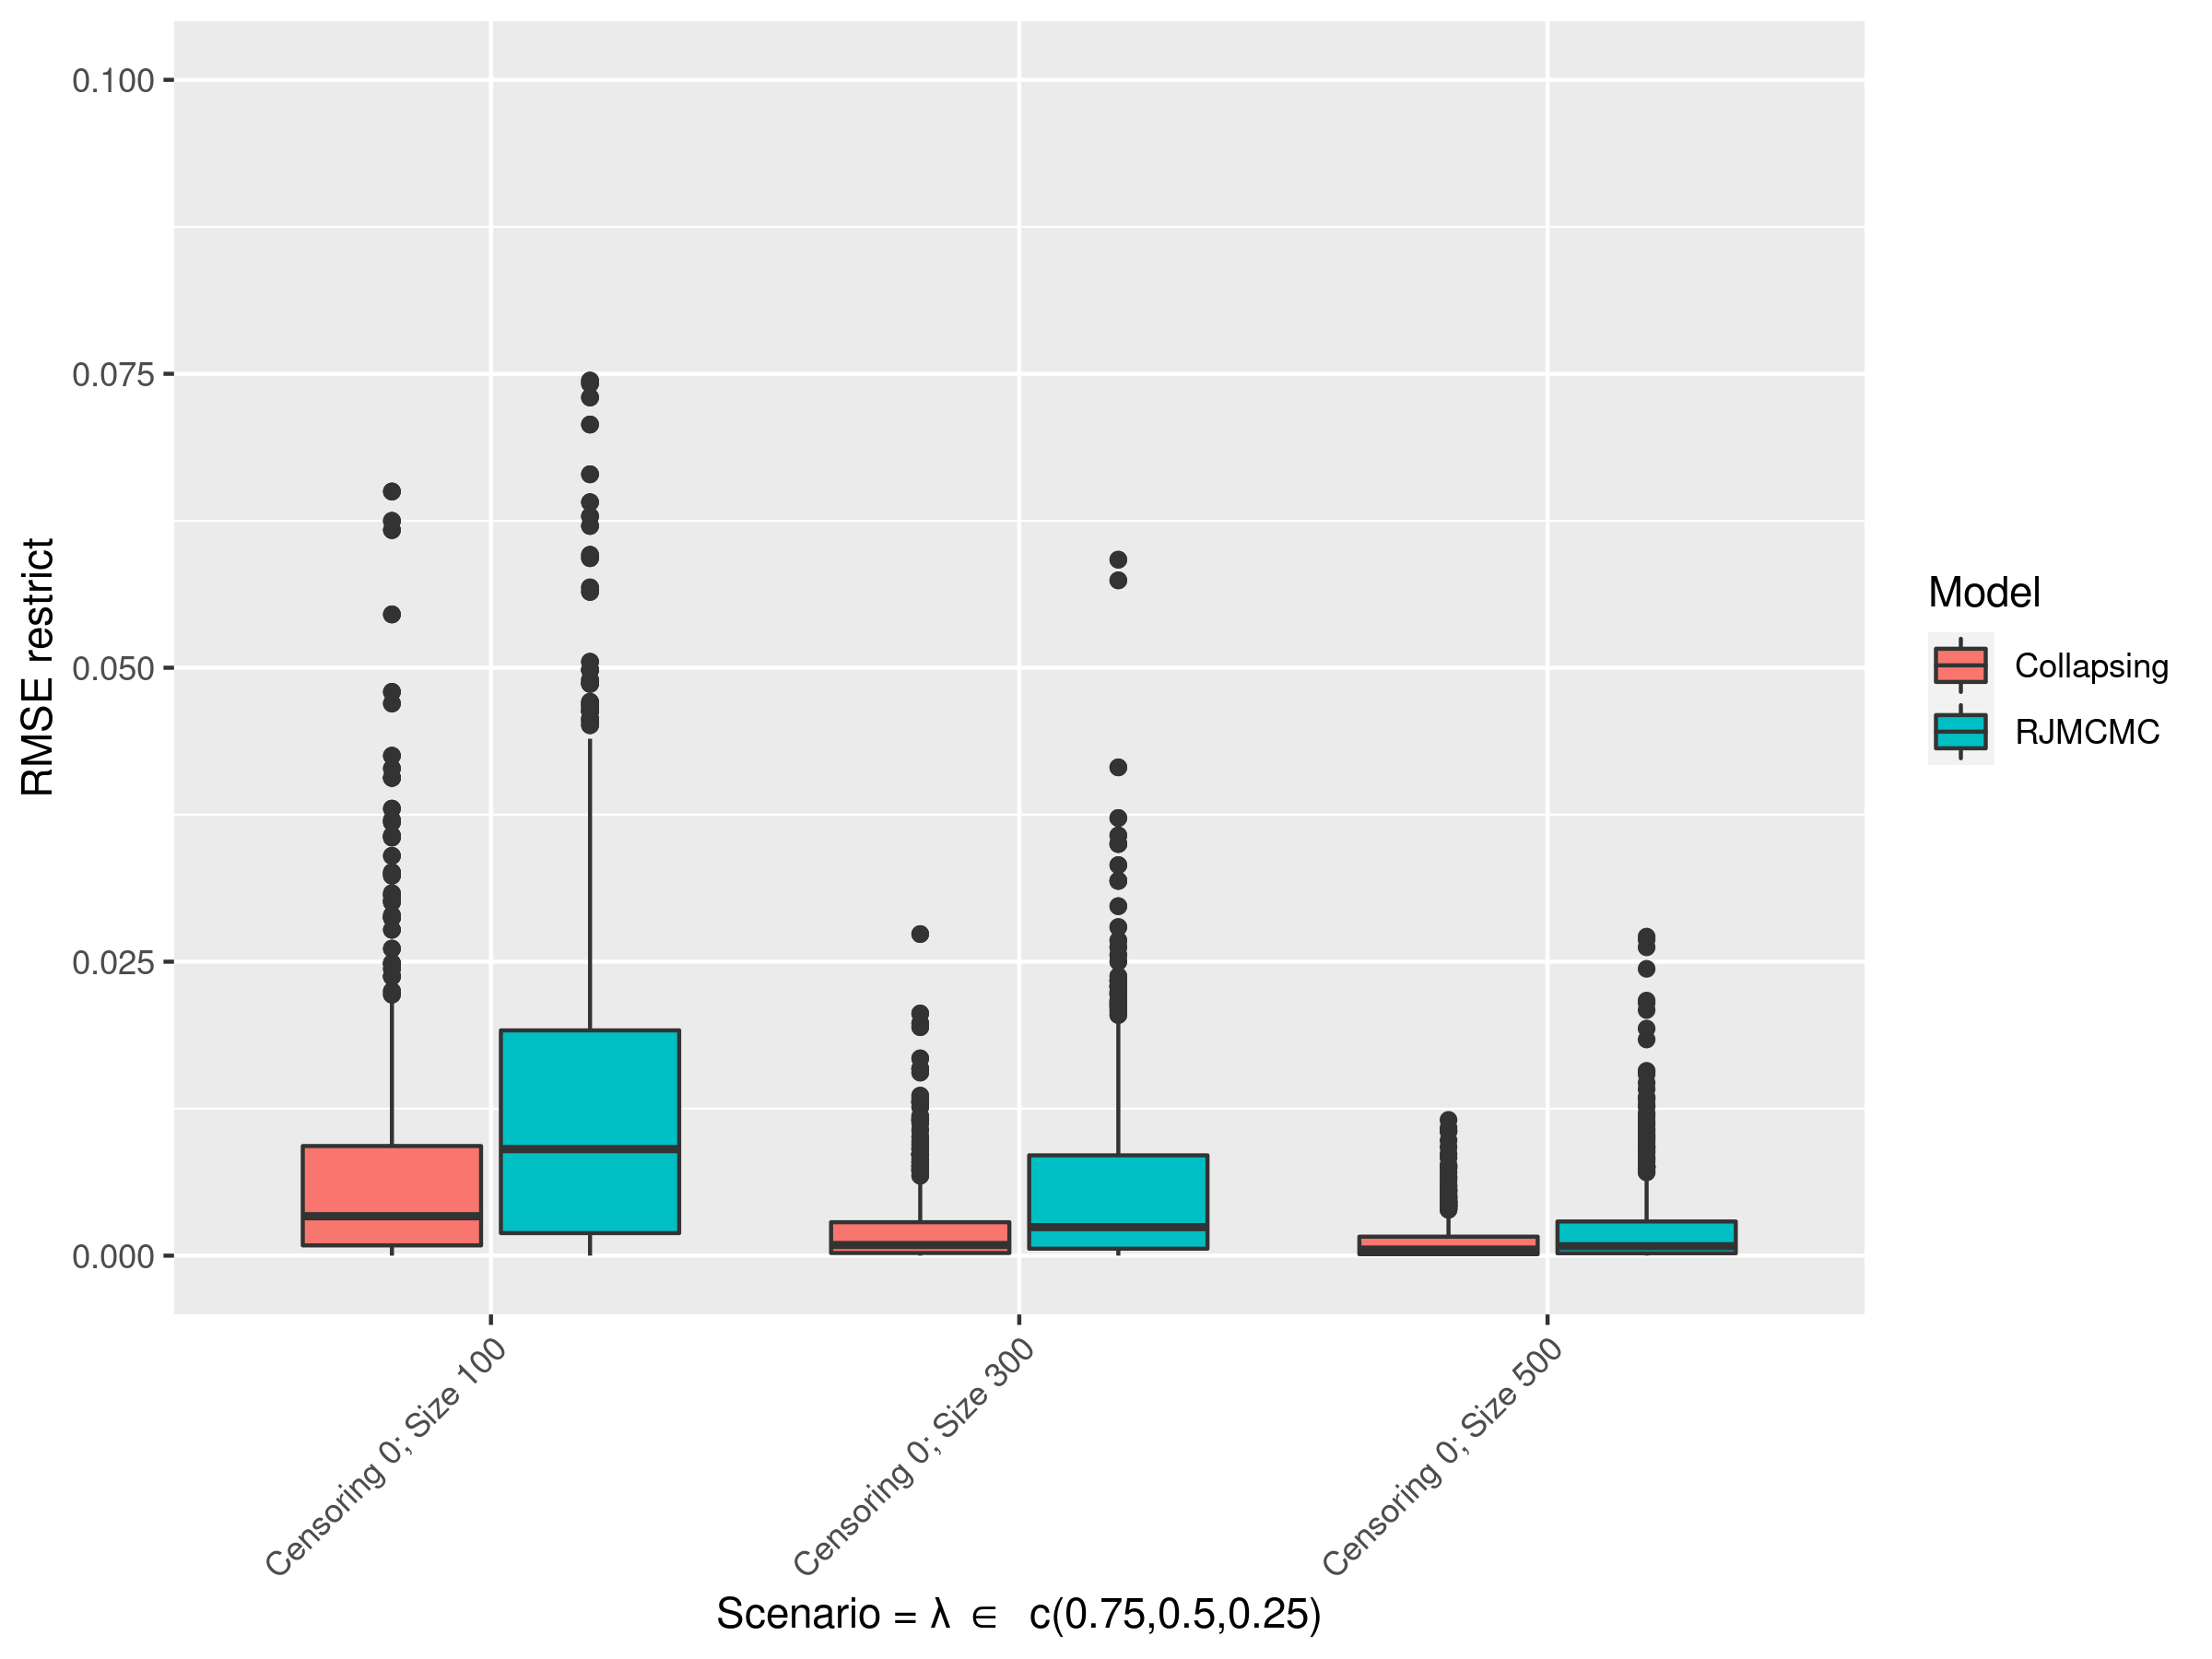 0.100
0.075
0.050
0.025
0.000
RMSE restrict
Censoring 0; Size 100
Censoring 0; Size 300
Censoring 0; Size 500
Scenario = λ ∈ c(0.75,0.5,0.25)
Model
Collapsing
RJMCMC